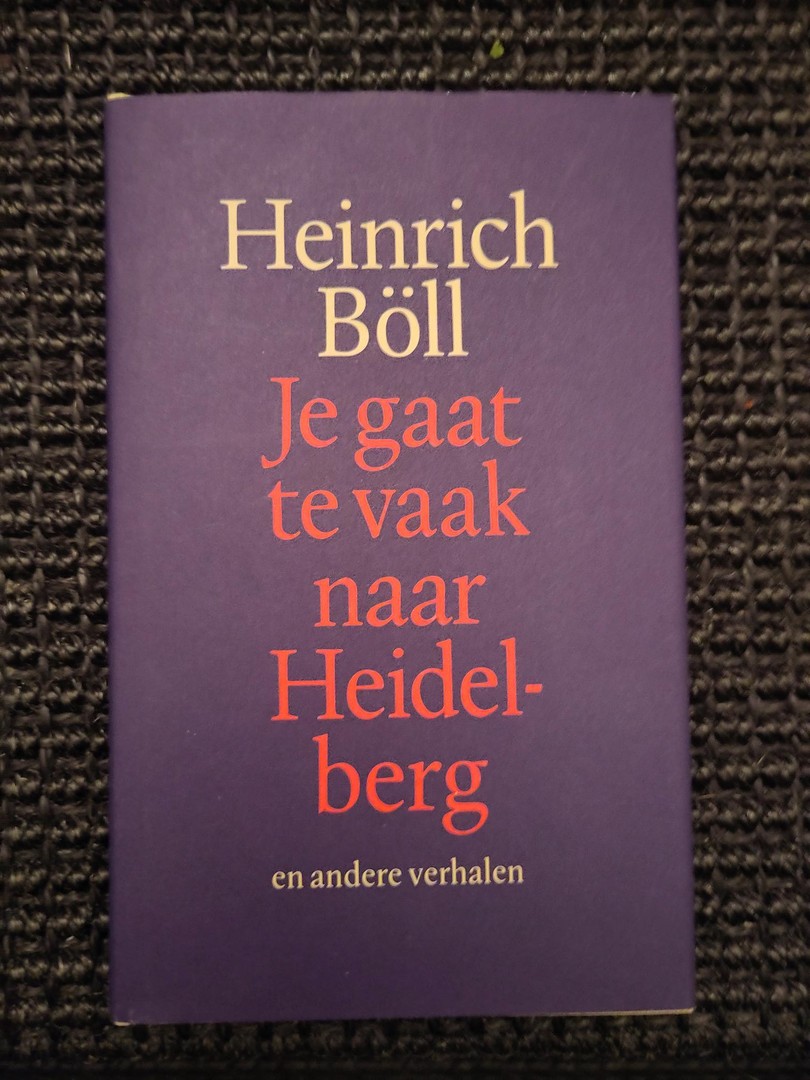 Heinrich
Böll
Je gaat
te vaak
naar
Heidel-
berg
en andere verhalen